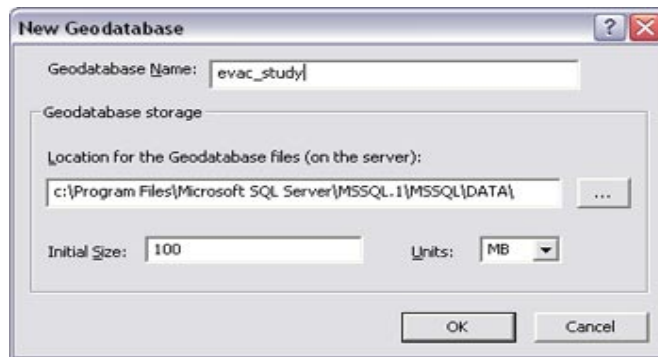 New Geodatabase
Geodatabase Name: evac_study
Geodatabase storage
Location for the Geodatabase files (on the server):
c:\Program Files\Microsoft SQL Server\MSSQL.1\MSSQL\DATA\ ...
Initial Size: 100 Units: MB
OK Cancel